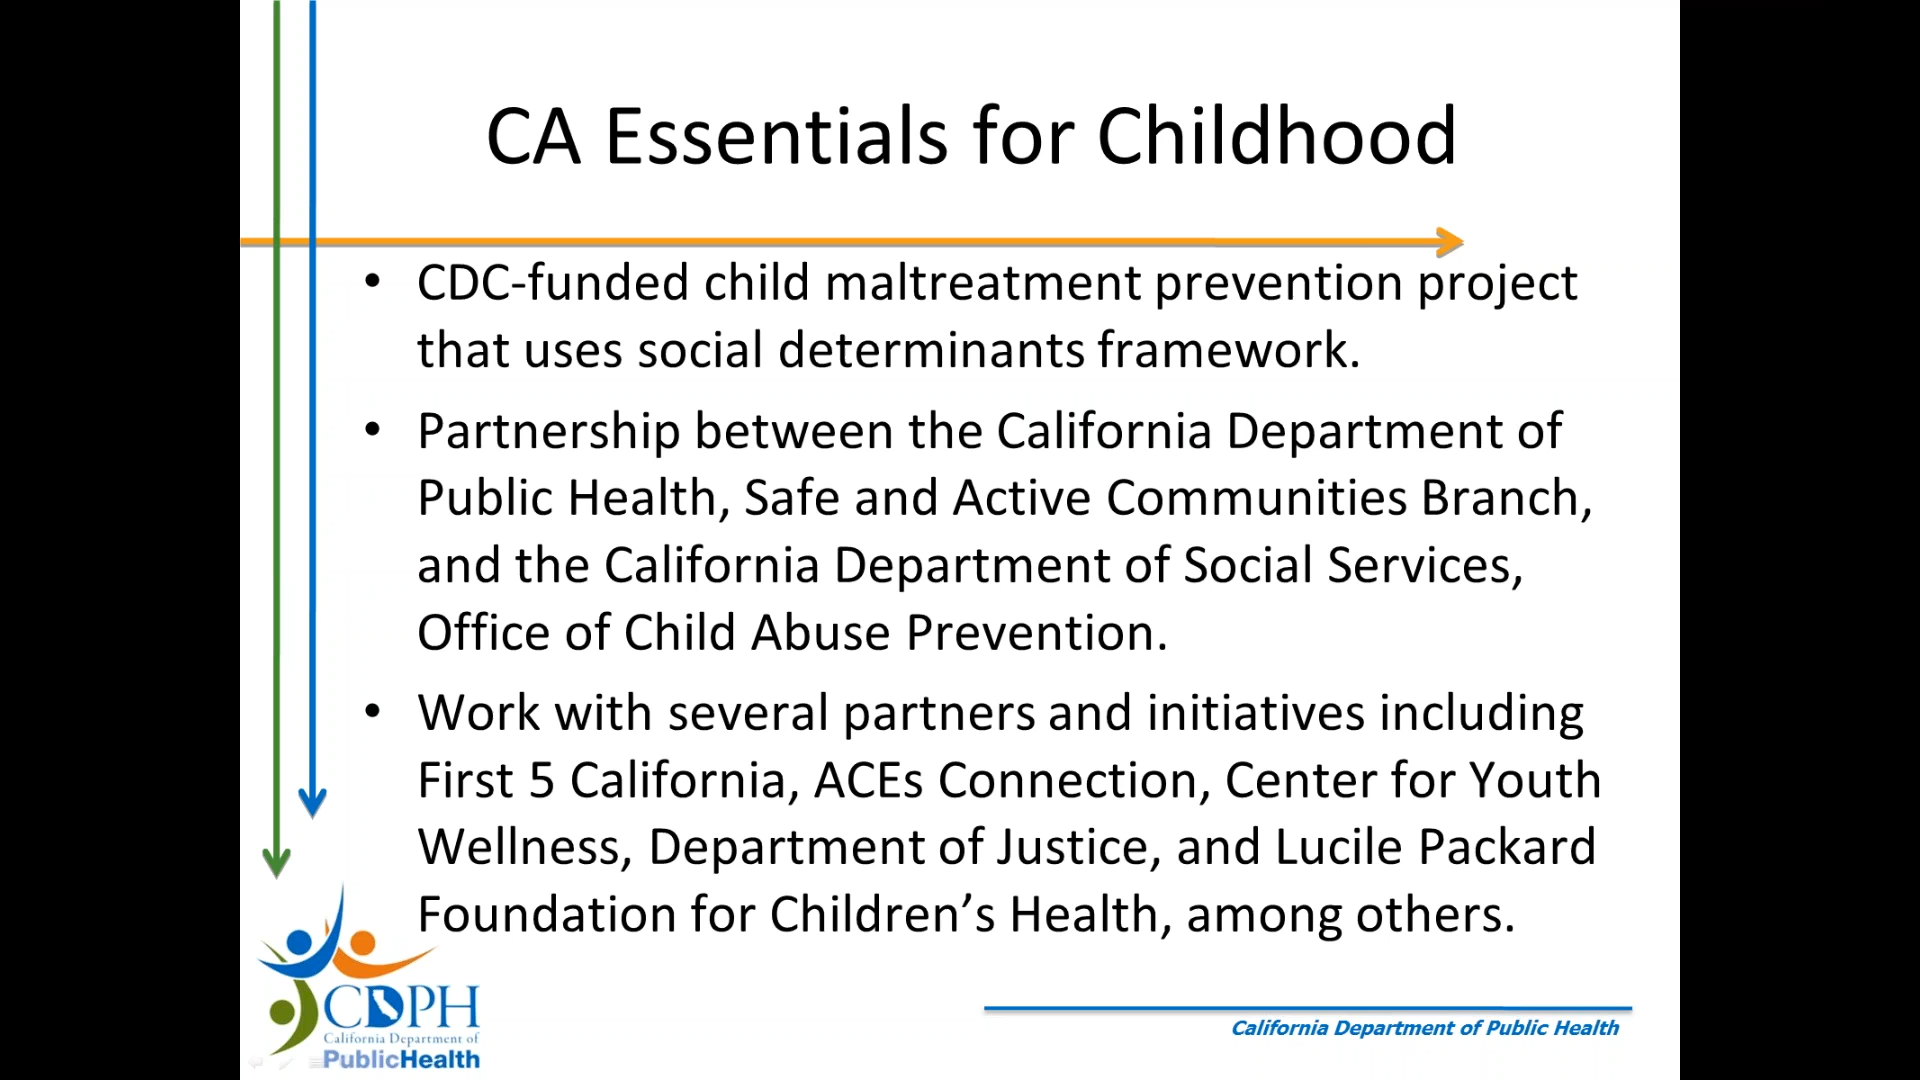 CA Essentials for Childhood
• CDC-funded child maltreatment prevention project
that uses social determinants framework.
• Partnership between the California Department of
Public Health, Safe and Active Communities Branch,
and the California Department of Social Services,
Office of Child Abuse Prevention.
• Work with several partners and initiatives including
First 5 California, ACEs Connection, Center for Youth
Wellness, Department of Justice, and Lucile Packard
Foundation for Children’s Health, among others.
CDPH
California Department of
PublicHealth
California Department of Public Health